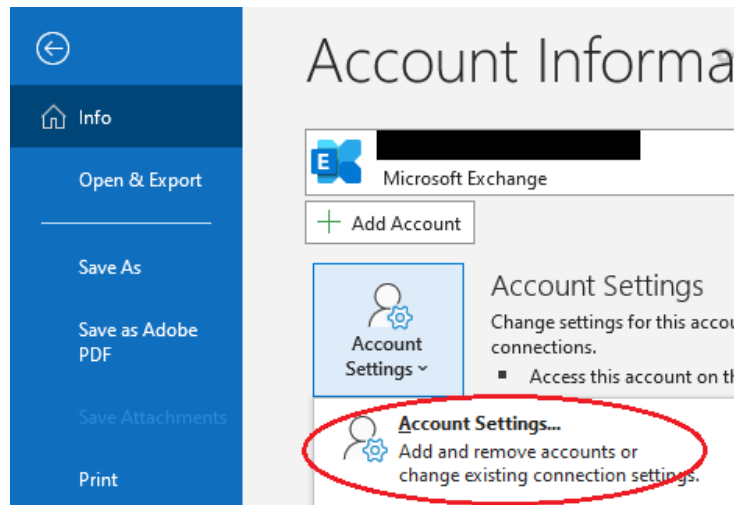 Account Informa
Info
E
Microsoft Exchange
Open & Export
Add Account
Save As
Account Settings
Change settings for this accou
connections.
Access this account on th
Account
Settings
Save as Adobe
PDF
Save Attachments
Account Settings...
Add and remove accounts or
change existing connection settings.
Print